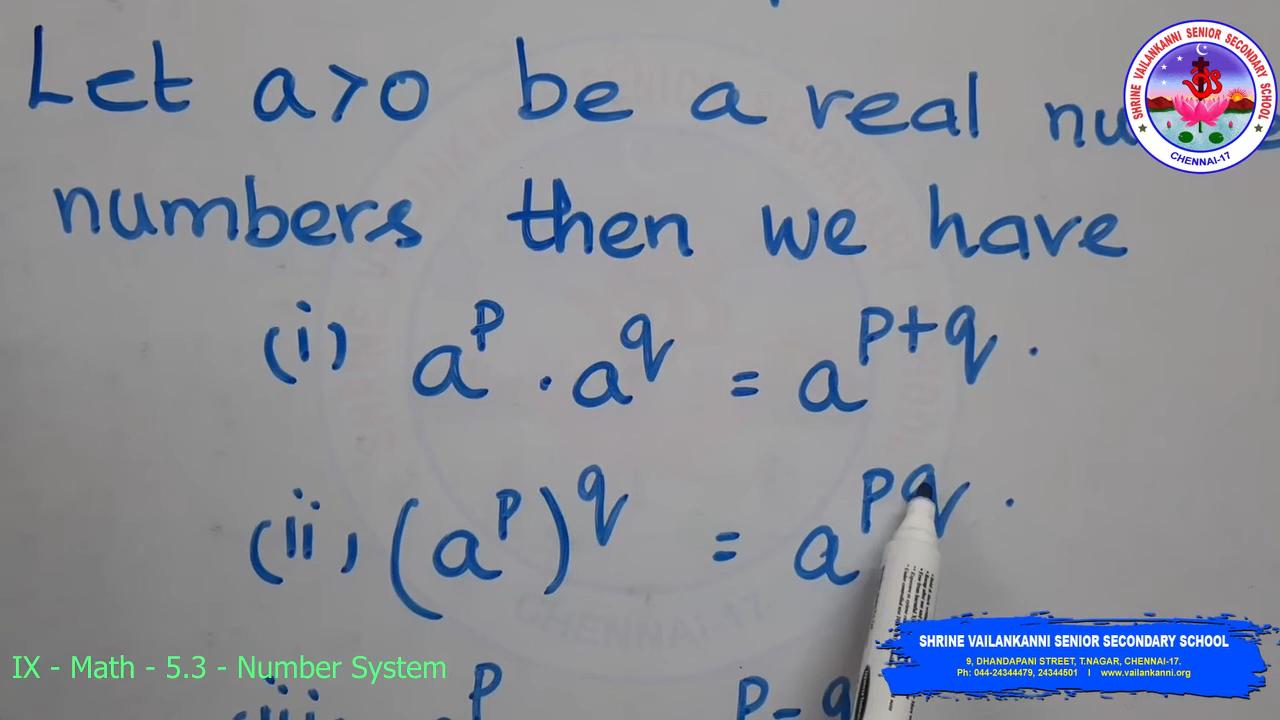 Let a>0 be a real
numbers then we have
(i) a^p . a^q = a^{p+q} .
(ii) (a^p)^q = a^{pq} .
p p-q
SHRINE VAILANKANNI SENIOR SECONDARY SCHOOL
CHENNAI-17
IX - Math - 5.3 - Number System
SHRINE VAILANKANNI SENIOR SECONDARY SCHOOL
9, DHANDAPANI STREET, T.NAGAR, CHENNAI-17.
Ph: 044-24344479, 24344501 I www.vailankanni.org